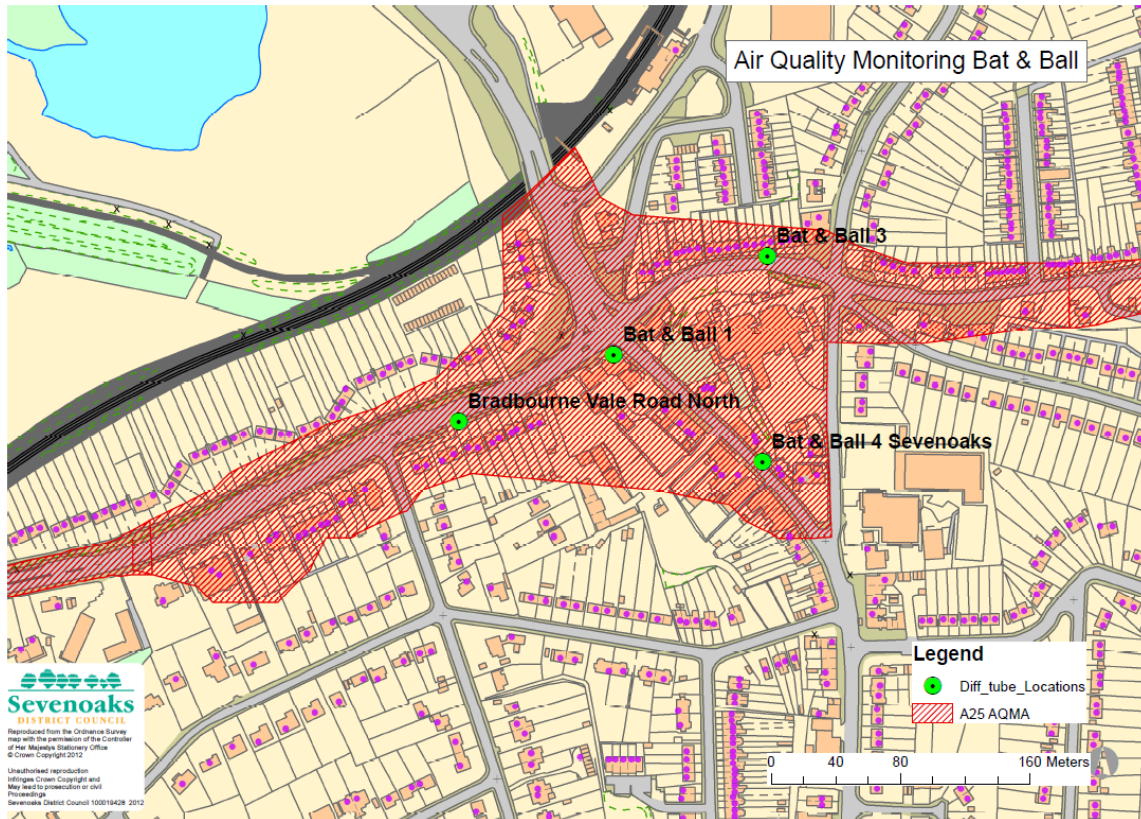 Air Quality Monitoring Bat & Ball
Bat & Ball 3
Bat & Ball 1
Bradbourne Vale Road North
Bat & Ball 4 Sevenoaks
Legend
Diff_tube_Locations
A25 AQMA
0 40 80 160 Meters
Sevenoaks
DISTRICT COUNCIL
Reproduced from the Ordnance Survey
map with the permission of the Controller
of Her Majestys Stationery Office
© Crown Copyright 2012
Unauthorised reproduction
Infringes Crown Copyright and
May lead to prosecution or civil
Proceedings
Sevenoaks District Council 100019428 2012